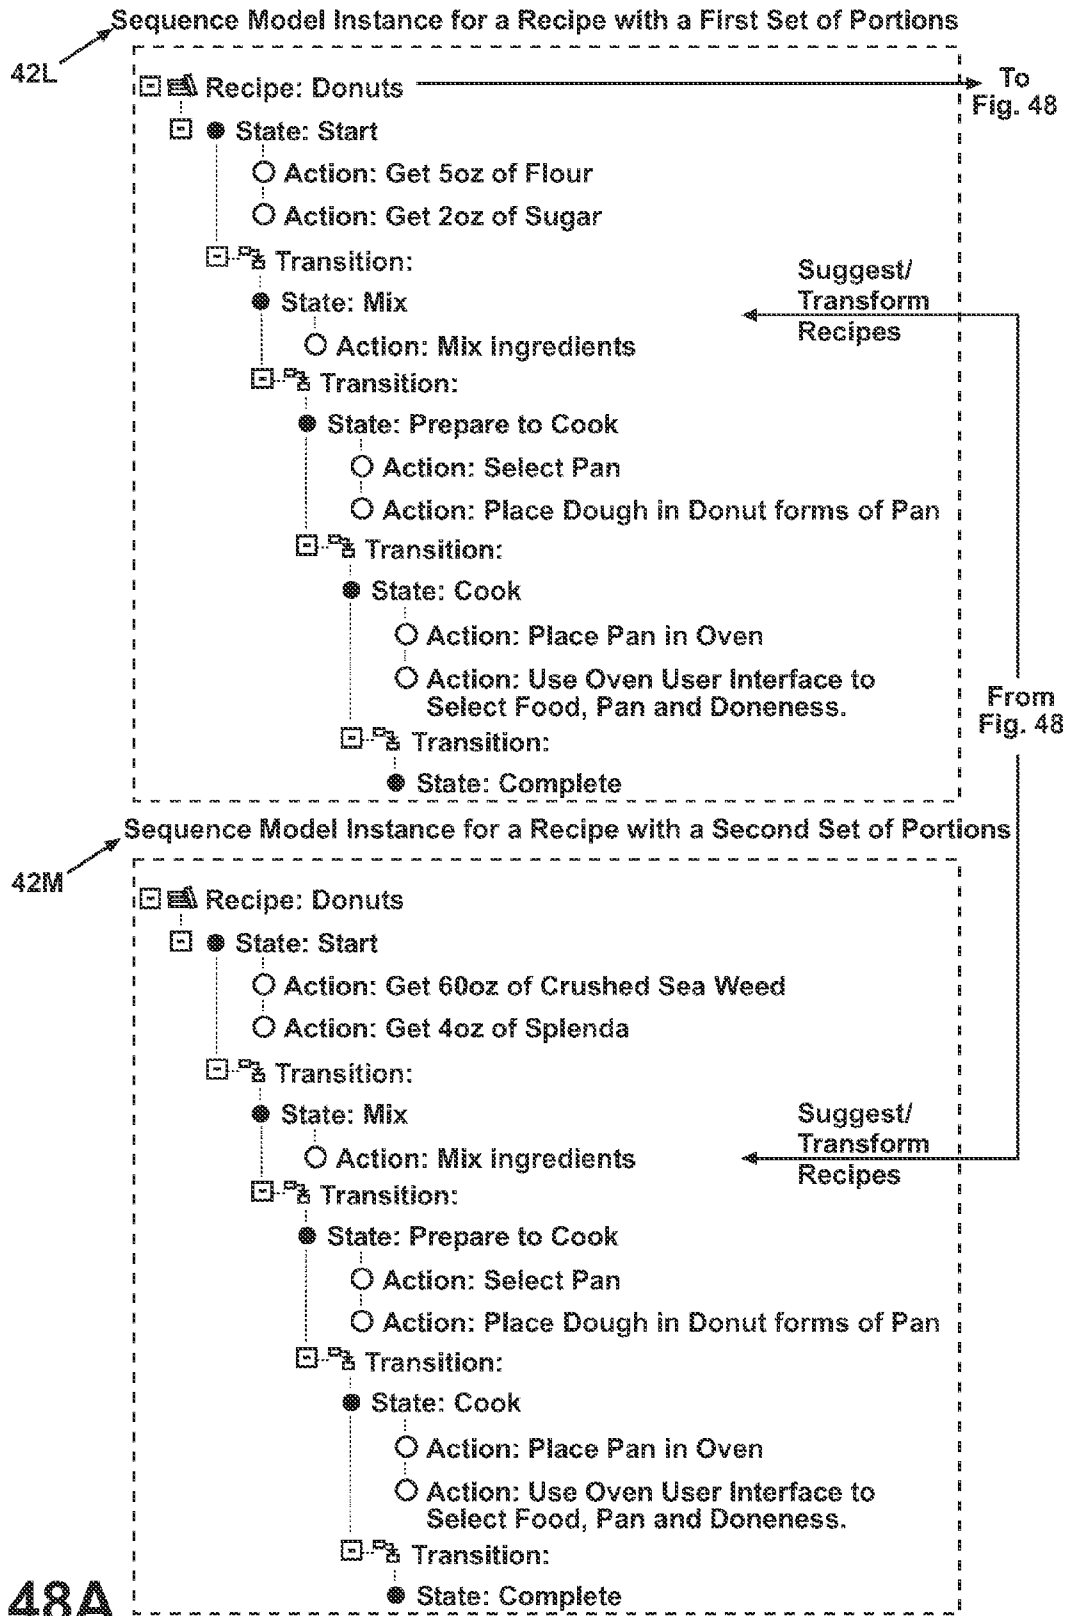 Sequence Model Instance for a Recipe with a First Set of Portions
42L
Recipe: Donuts
To
Fig. 48
State: Start
Action: Get 5oz of Flour
Action: Get 2oz of Sugar
Transition:
Suggest/
Transform
Recipes
State: Mix
Action: Mix ingredients
Transition:
State: Prepare to Cook
Action: Select Pan
Action: Place Dough in Donut forms of Pan
Transition:
State: Cook
Action: Place Pan in Oven
Action: Use Oven User Interface to
Select Food, Pan and Doneness.
From
Fig. 48
Transition:
State: Complete
Sequence Model Instance for a Recipe with a Second Set of Portions
42M
Recipe: Donuts
State: Start
Action: Get 60oz of Crushed Sea Weed
Action: Get 4oz of Splenda
Transition:
State: Mix
Suggest/
Transform
Recipes
Action: Mix ingredients
Transition:
State: Prepare to Cook
Action: Select Pan
Action: Place Dough in Donut forms of Pan
Transition:
State: Cook
Action: Place Pan in Oven
Action: Use Oven User Interface to
Select Food, Pan and Doneness.
Transition:
State: Complete
48A